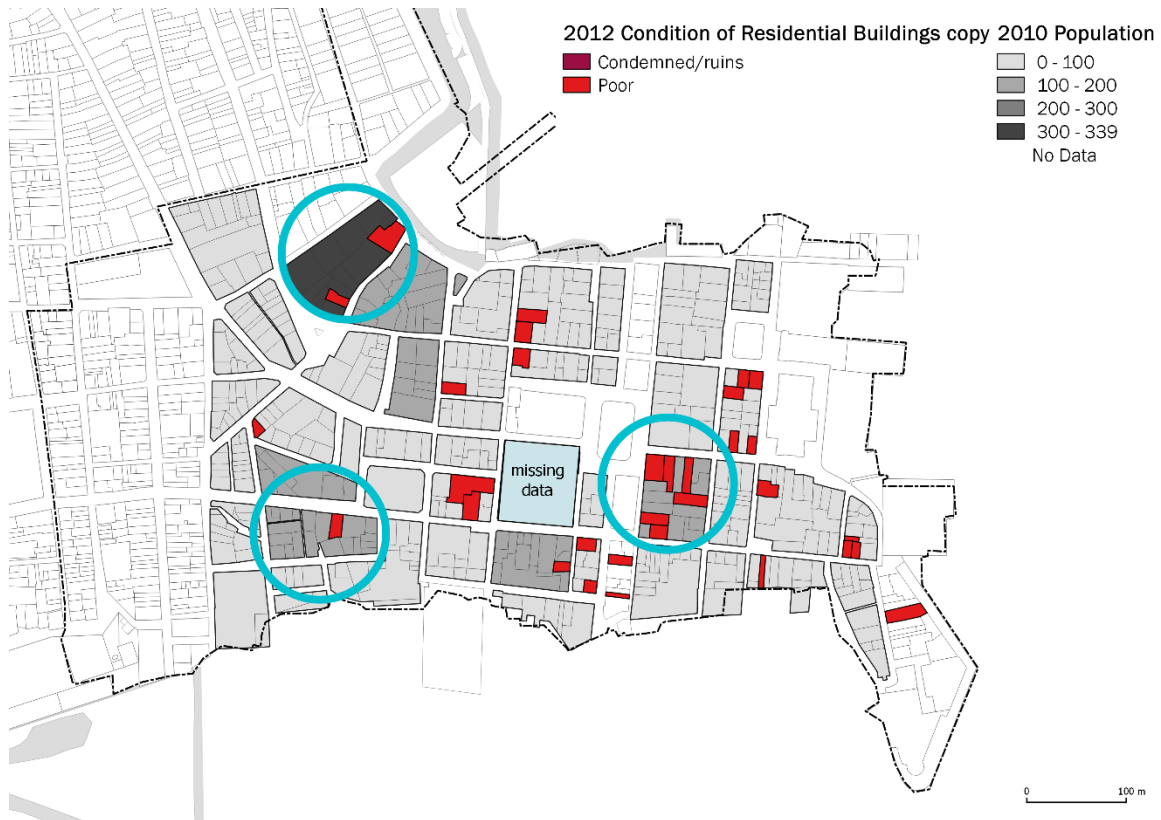 2012 Condition of Residential Buildings copy
Condemned/ruins
Poor
2010 Population
0 - 100
100 - 200
200 - 300
300 - 339
No Data
missing
data
0 100 m